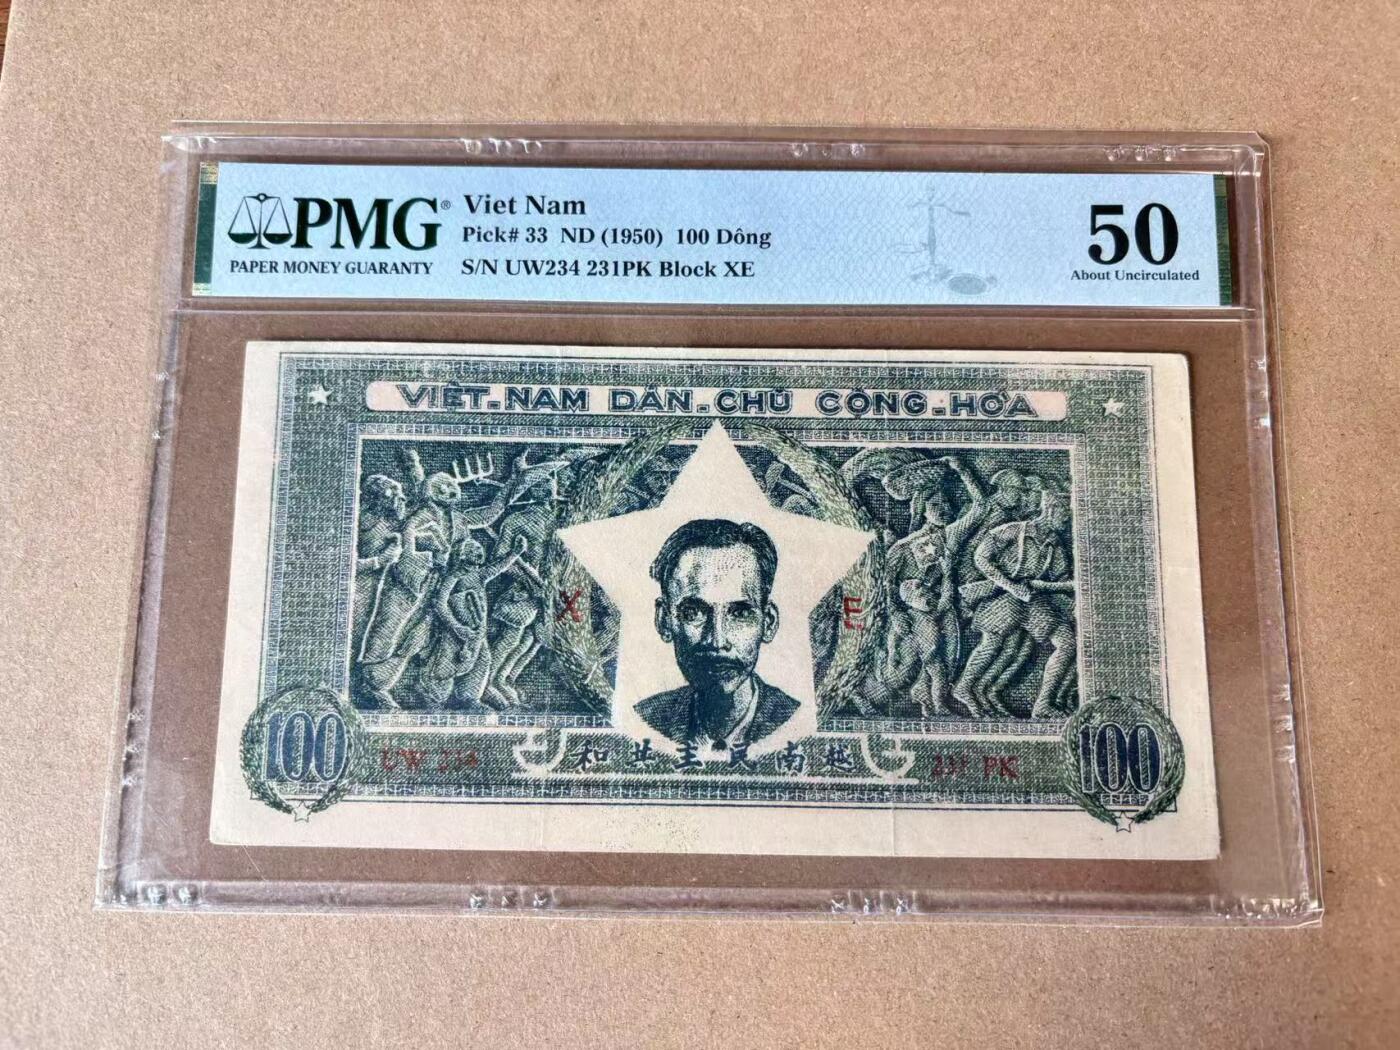 PMG®
PAPER MONEY GUARANTY
Viet Nam
Pick# 33 ND (1950) 100 Dông
S/N UW234 231PK Block XE
50
About Uncirculated
VIỆT-NAM DÂN-CHỦ CỘNG-HÒA
X E
100 UW 234 和共主民南越 231 PK 100